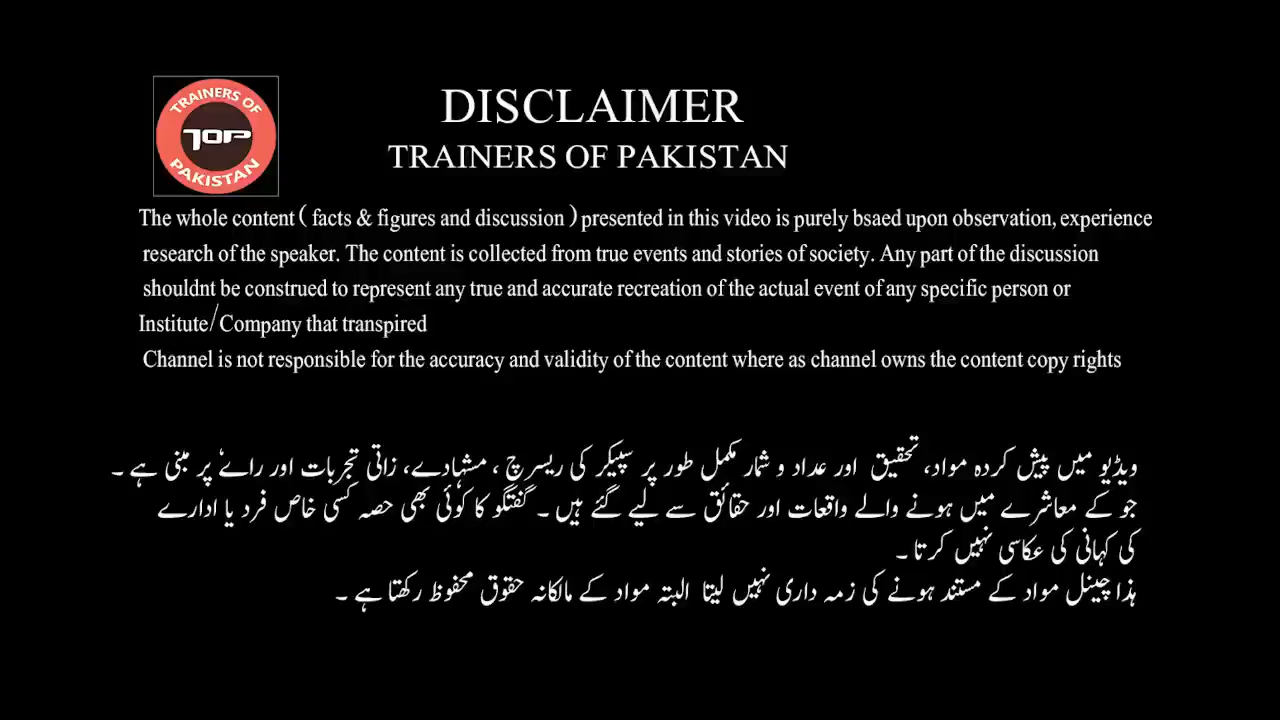 TRAINERS OF
TOP
PAKISTAN
DISCLAIMER
TRAINERS OF PAKISTAN
The whole content ( facts & figures and discussion ) presented in this video is purely bsaed upon observation, experience
research of the speaker. The content is collected from true events and stories of society. Any part of the discussion
shouldnt be construed to represent any true and accurate recreation of the actual event of any specific person or
Institute/Company that transpired
Channel is not responsible for the accuracy and validity of the content where as channel owns the content copy rights
ویڈیو میں پیش کردہ مواد، تحقیق اور عداد و شمار مکمل طور پر سپیکر کی ریسرچ ، مشہادے، زاتی تجربات اور راۓ پر مبنی ہے ۔
جو کے معاشرے میں ہونے والے واقعات اور حقائق سے لیے گئے ہیں ۔ گفتگو کا کوئی بھی حصہ کسی خاص فرد یا ادارے
کی کہانی کی عکاسی نہیں کرتا ۔
ہذا چینل مواد کے مستند ہونے کی زمہ داری نہیں لیتا البتہ مواد کے مالکانہ حقوق محفوظ رکھتا ہے ۔